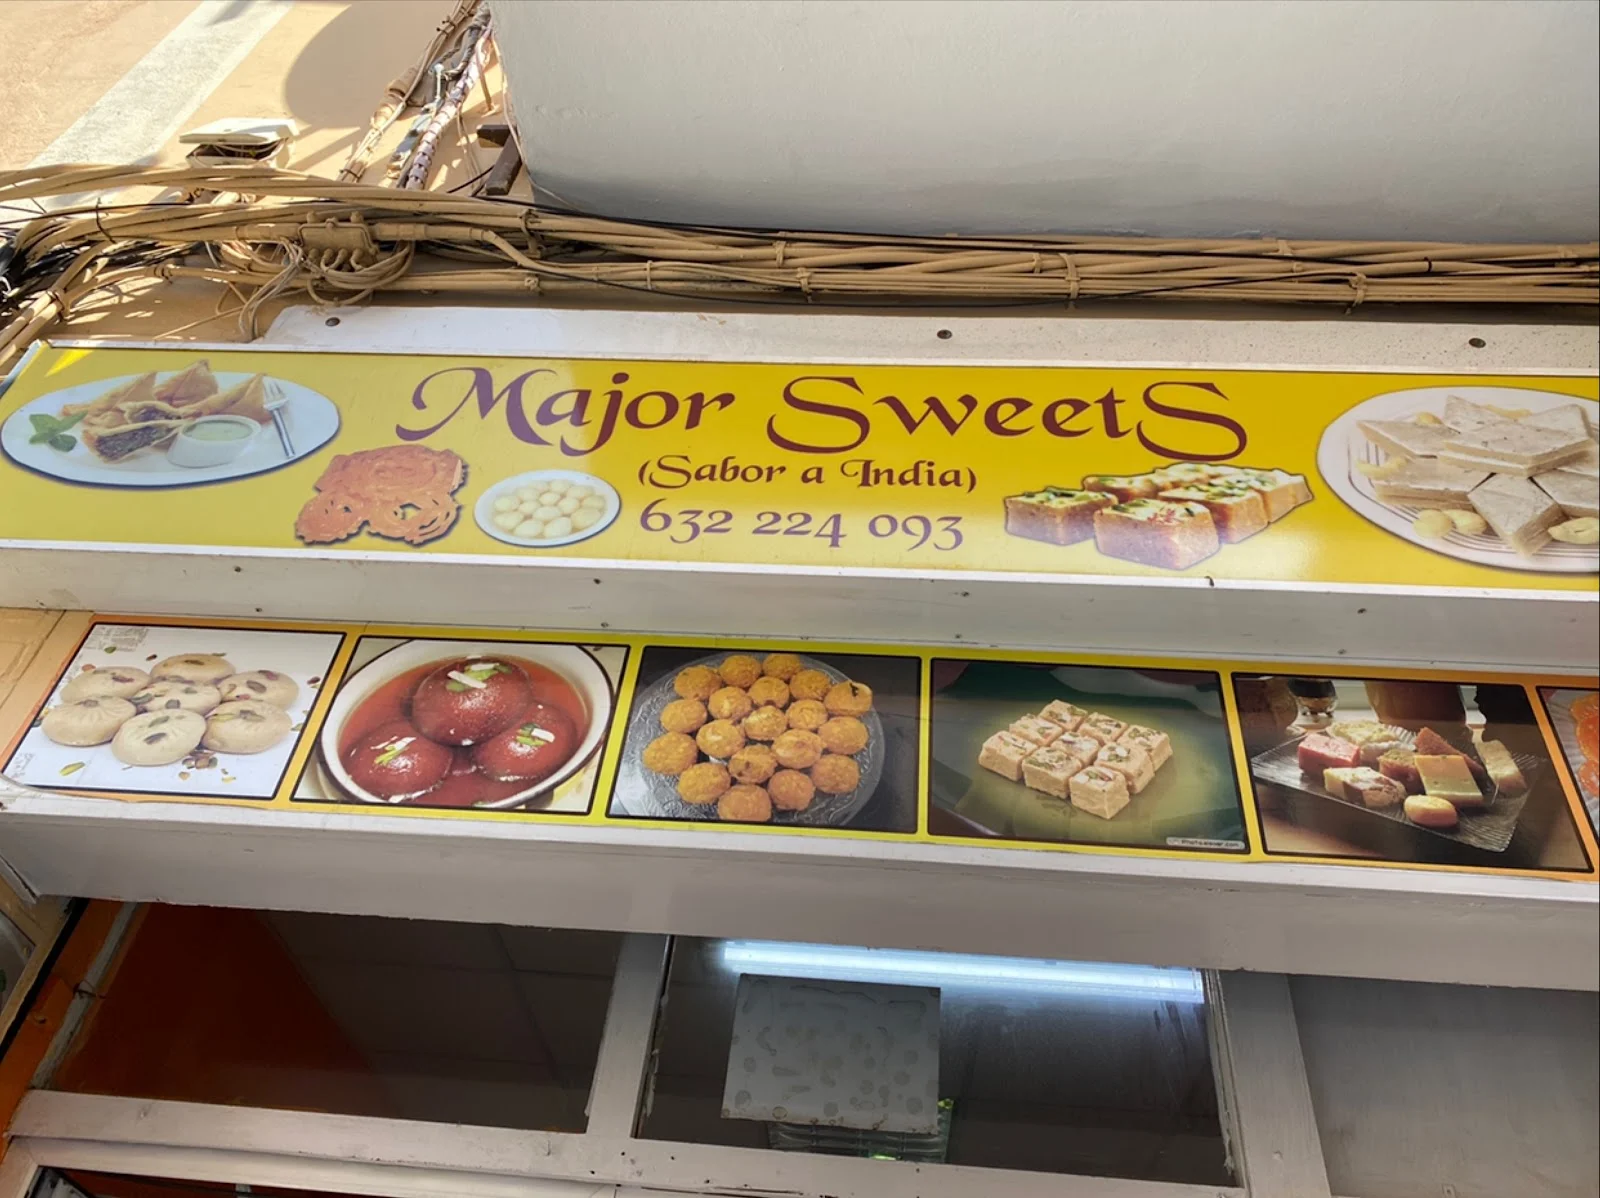 Major SweetS
(Sabor a India)
632 224 093